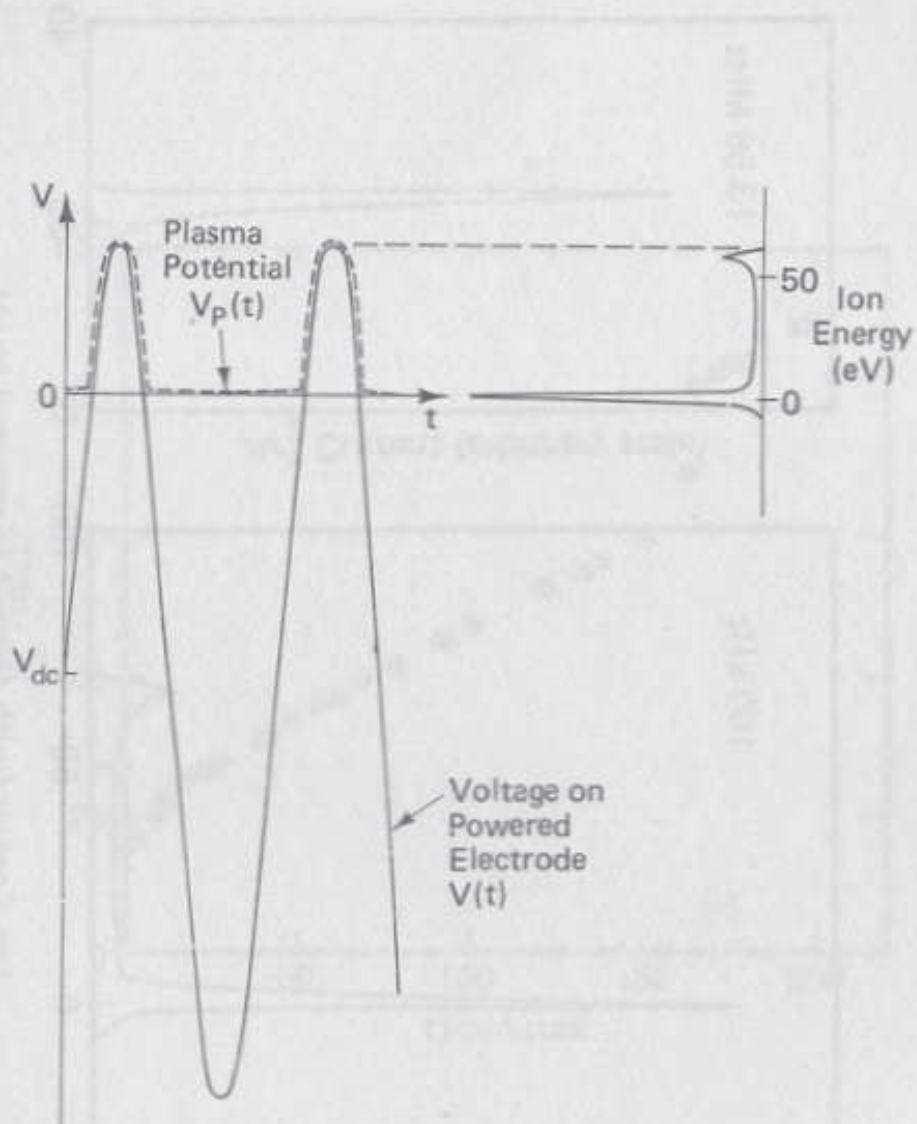 V
Plasma
Potential
V_P(t)
0
t
50
Ion
Energy
(eV)
0
V_dc
Voltage on
Powered
Electrode
V(t)